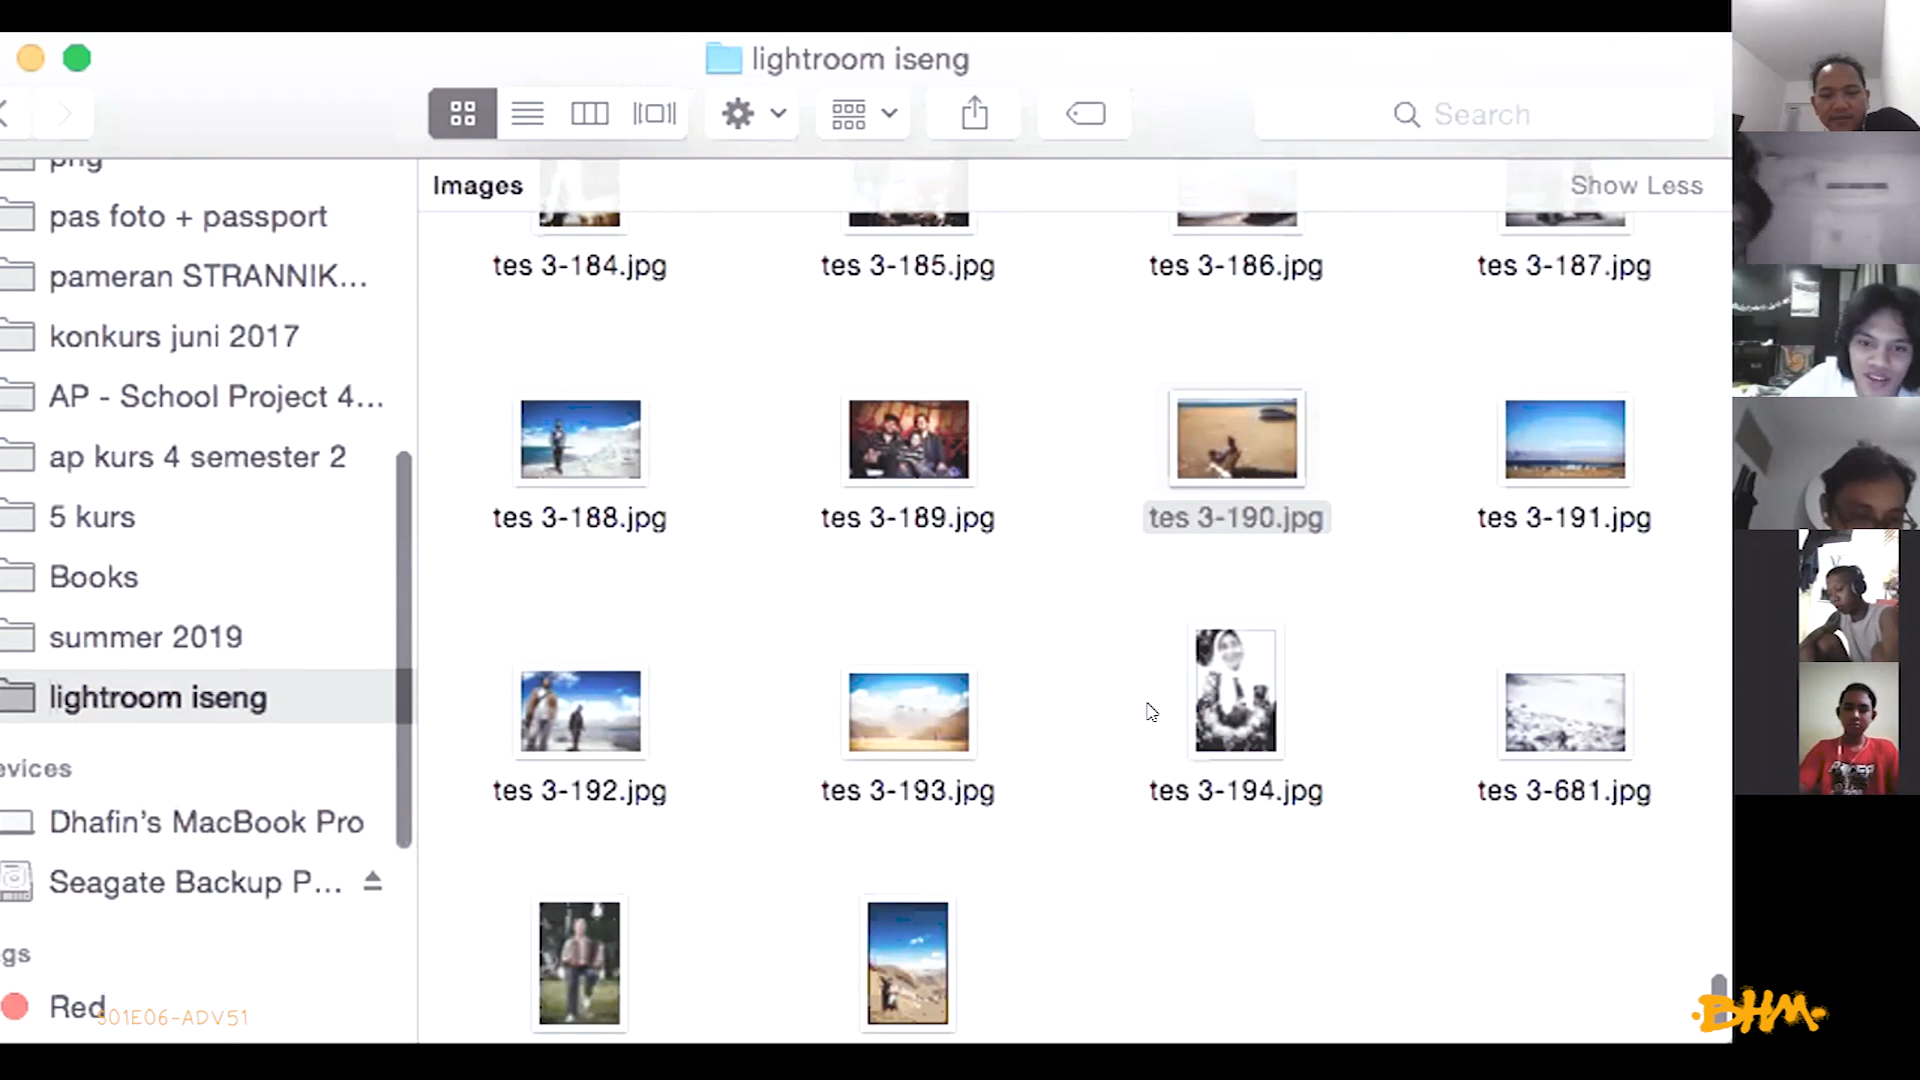 lightroom iseng
Search
png
Images
Show Less
pas foto + passport
tes 3-184.jpg
tes 3-185.jpg
tes 3-186.jpg
tes 3-187.jpg
pameran STRANNIK...
konkurs juni 2017
AP - School Project 4...
ap kurs 4 semester 2
5 kurs
tes 3-188.jpg
tes 3-189.jpg
tes 3-190.jpg
tes 3-191.jpg
Books
summer 2019
lightroom iseng
evices
tes 3-192.jpg
tes 3-193.jpg
tes 3-194.jpg
tes 3-681.jpg
Dhafin's MacBook Pro
Seagate Backup P...
gs
Red
S01E06-ADV51
BHM